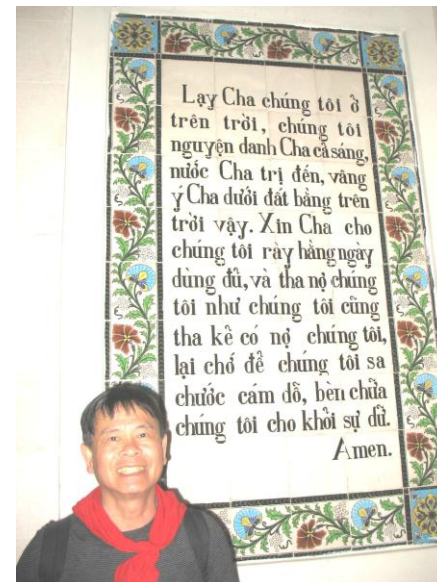 Lạy Cha chúng tôi ở
trên trời, chúng tôi
nguyện danh Cha cả sáng,
nước Cha trị đến, vâng
ý Cha dưới đất bằng trên
trời vậy. Xin Cha cho
chúng tôi rày hằng ngày
dùng đủ, và tha nợ chúng
tôi như chúng tôi cũng
tha kẻ có nợ chúng tôi,
lại chớ để chúng tôi sa
chước cám dỗ, bèn chữa
chúng tôi cho khỏi sự dữ.
Amen.